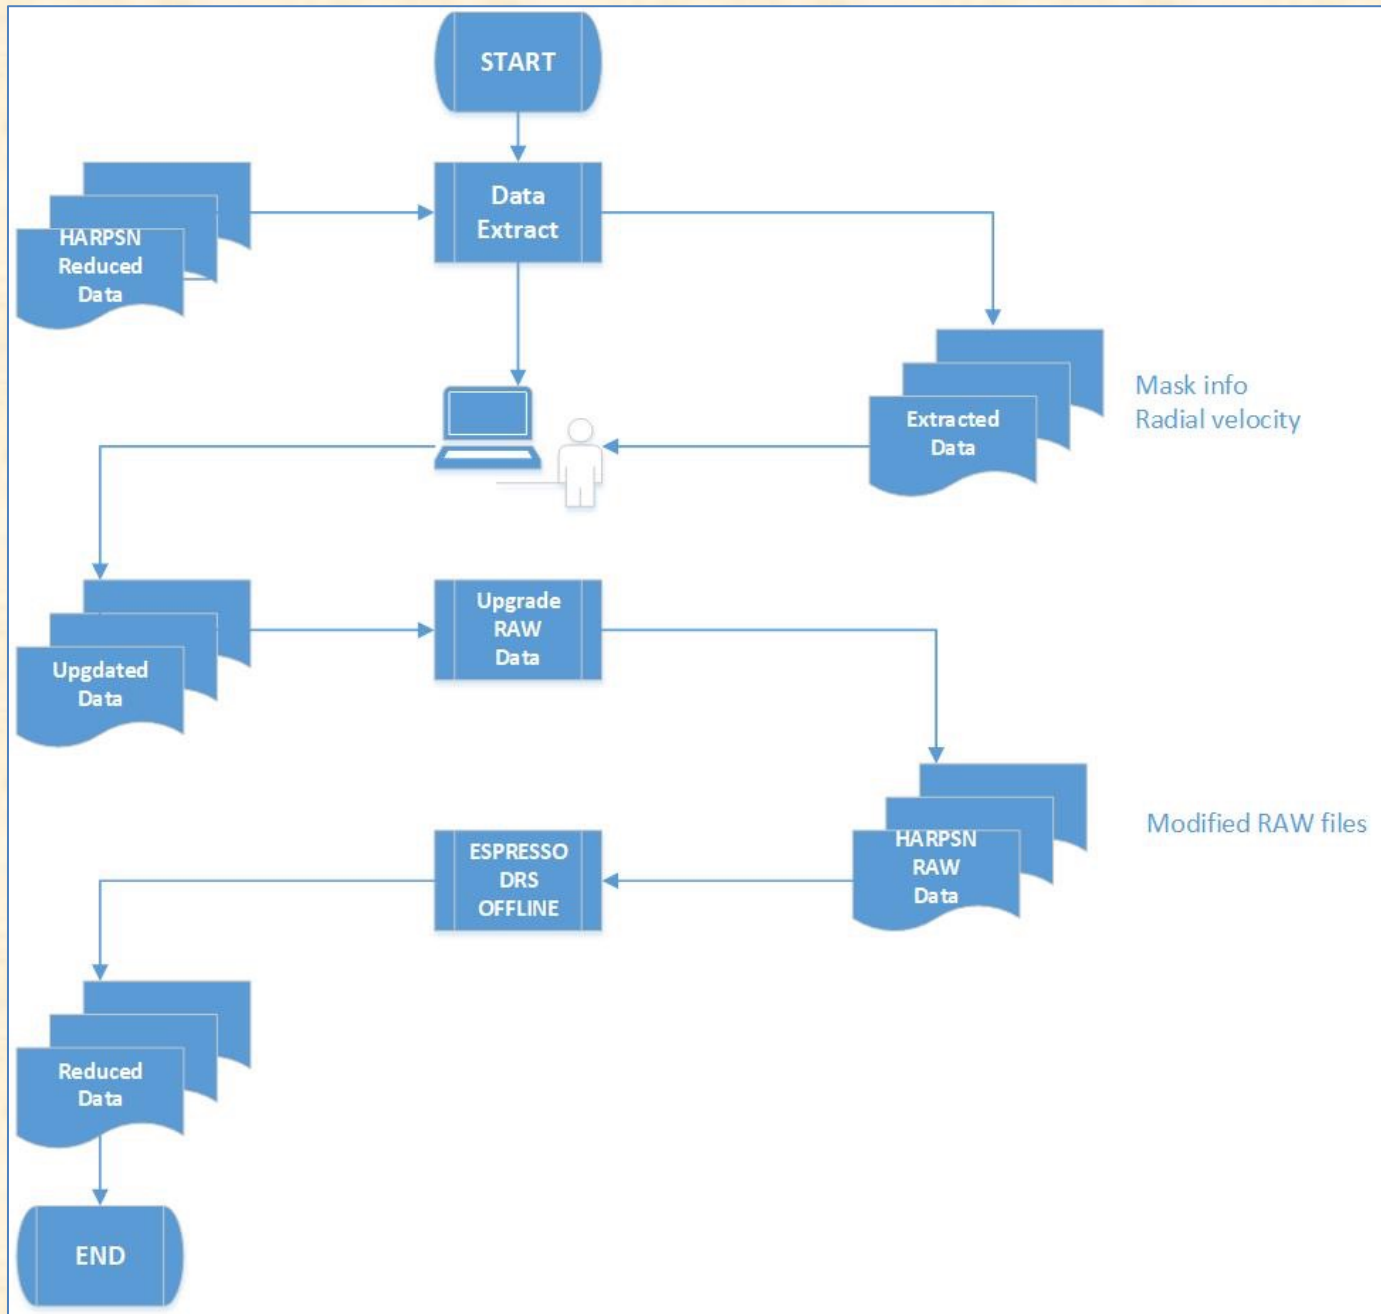 START
Data
Extract
HARPSN
Reduced
Data
Mask info
Radial velocity
Extracted
Data
Upgdated
Data
Upgrade
RAW
Data
Modified RAW files
HARPSN
RAW
Data
ESPRESSO
DRS
OFFLINE
Reduced
Data
END